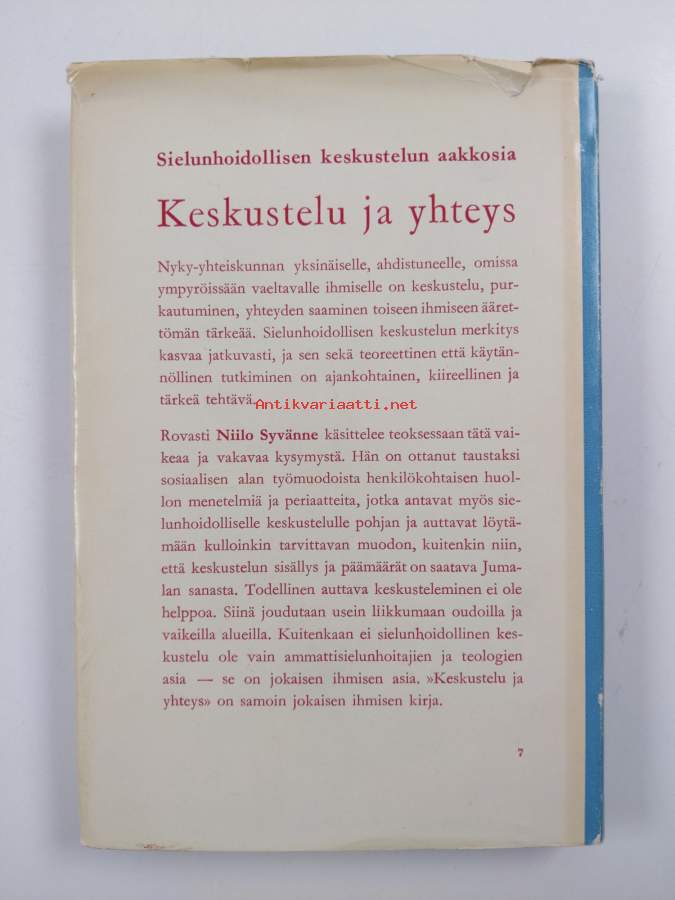 Sielunhoidollisen keskustelun aakkosia
Keskustelu ja yhteys
Nyky-yhteiskunnan yksinäiselle, ahdistuneelle, omissa
ympyröissään vaeltavalle ihmiselle on keskustelu, pur-
kautuminen, yhteyden saaminen toiseen ihmiseen ääret-
tömän tärkeää. Sielunhoidollisen keskustelun merkitys
kasvaa jatkuvasti, ja sen sekä teoreettinen että käytän-
nöllinen tutkiminen on ajankohtainen, kiireellinen ja
tärkeä tehtävä.
Antikvariaatti.net
Rovasti Niilo Syvänne käsittelee teoksessaan tätä vai-
keaa ja vakavaa kysymystä. Hän on ottanut taustaksi
sosiaalisen alan työmuodoista henkilökohtaisen huol-
lon menetelmiä ja periaatteita, jotka antavat myös sie-
lunhoidolliselle keskustelulle pohjan ja auttavat löytä-
mään kulloinkin tarvittavan muodon, kuitenkin niin,
että keskustelun sisällys ja päämäärät on saatava Juma-
lan sanasta. Todellinen auttava keskusteleminen ei ole
helppoa. Siinä joudutaan usein liikkumaan oudoilla ja
vaikeilla alueilla. Kuitenkaan ei sielunhoidollinen kes-
kustelu ole vain ammattisielunhoitajien ja teologien
asia — se on jokaisen ihmisen asia. »Keskustelu ja
yhteys» on samoin jokaisen ihmisen kirja.
7